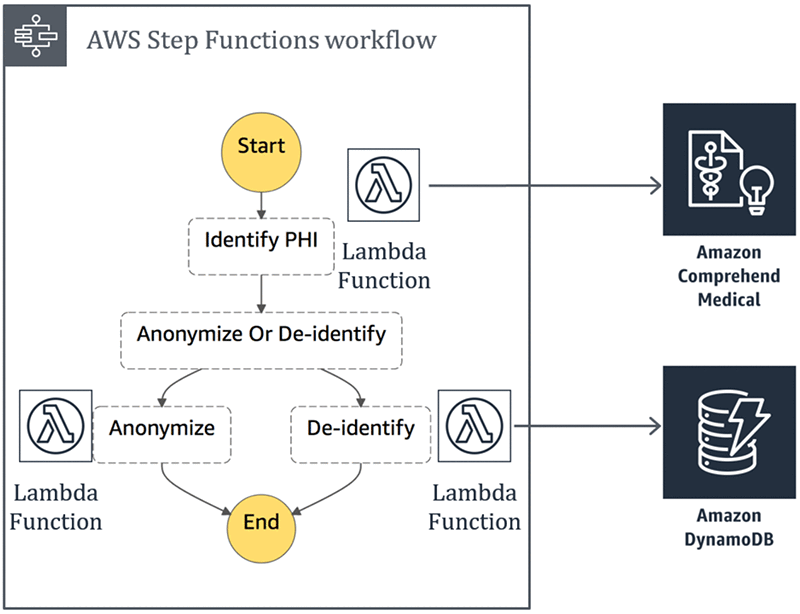 AWS Step Functions workflow
Start
Identify PHI
Lambda
Function
Amazon
Comprehend
Medical
Anonymize Or De-identify
Anonymize
De-identify
Lambda
Function
Lambda
Function
End
Amazon
DynamoDB